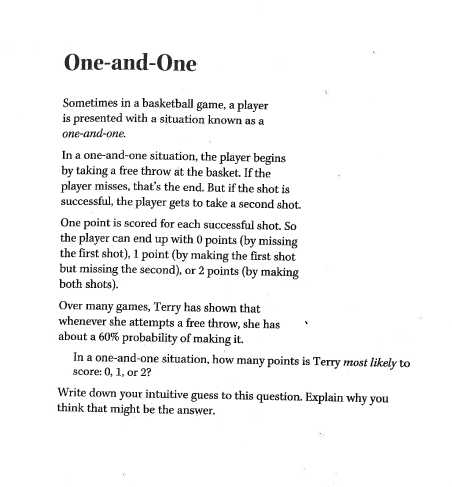 One-and-One
Sometimes in a basketball game, a player
is presented with a situation known as a
one-and-one.
In a one-and-one situation, the player begins
by taking a free throw at the basket. If the
player misses, that's the end. But if the shot is
successful, the player gets to take a second shot.
One point is scored for each successful shot. So
the player can end up with 0 points (by missing
the first shot), 1 point (by making the first shot
but missing the second), or 2 points (by making
both shots).
Over many games, Terry has shown that
whenever she attempts a free throw, she has
about a 60% probability of making it.
In a one-and-one situation, how many points is Terry most likely to
score: 0, 1, or 2?
Write down your intuitive guess to this question. Explain why you
think that might be the answer.